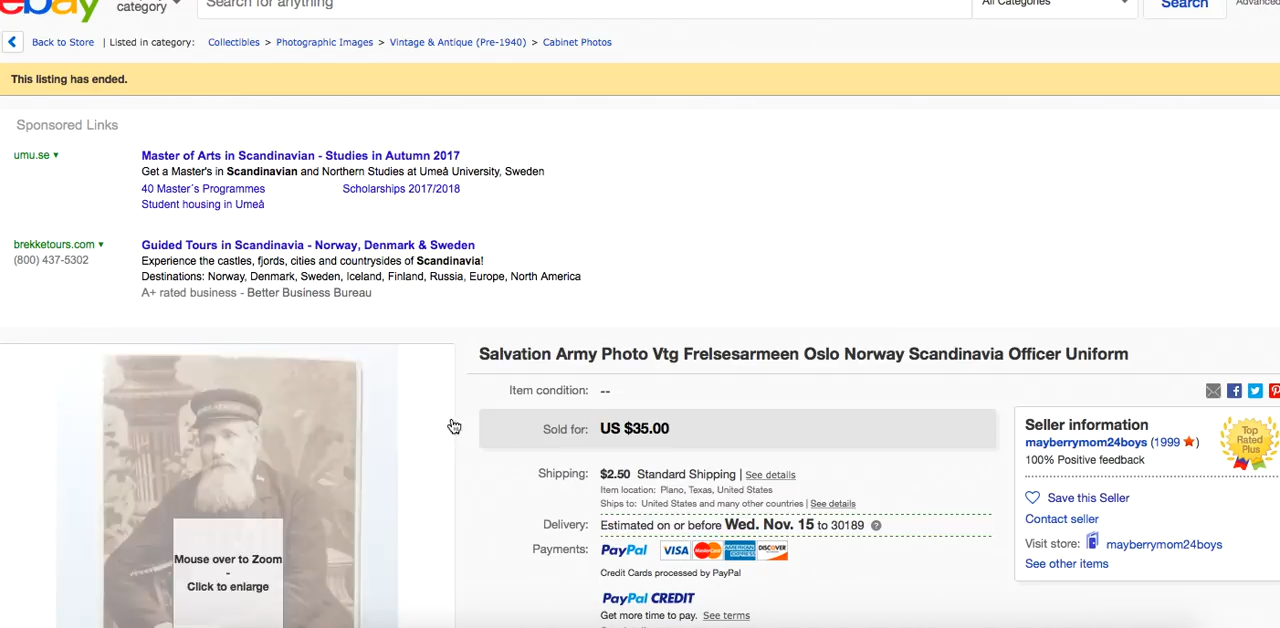 ebay
category
Search for anything
All Categories
Search
Advanced
Back to Store | Listed in category: Collectibles > Photographic Images > Vintage & Antique (Pre-1940) > Cabinet Photos
This listing has ended.
Sponsored Links
umu.se
Master of Arts in Scandinavian - Studies in Autumn 2017
Get a Master's in Scandinavian and Northern Studies at Umeå University, Sweden
40 Master´s Programmes Scholarships 2017/2018
Student housing in Umeå
brekketours.com
(800) 437-5302
Guided Tours in Scandinavia - Norway, Denmark & Sweden
Experience the castles, fjords, cities and countrysides of Scandinavia!
Destinations: Norway, Denmark, Sweden, Iceland, Finland, Russia, Europe, North America
A+ rated business - Better Business Bureau
Mouse over to Zoom
-
Click to enlarge
Salvation Army Photo Vtg Frelsesarmeen Oslo Norway Scandinavia Officer Uniform
Item condition: --
Sold for: US $35.00
Shipping: $2.50 Standard Shipping | See details
Item location: Plano, Texas, United States
Ships to: United States and many other countries | See details
Delivery: Estimated on or before Wed. Nov. 15 to 30189 ?
Payments: PayPal VISA MasterCard AMERICAN EXPRESS DISCOVER
Credit Cards processed by PayPal
PayPal CREDIT
Get more time to pay. See terms
Seller information
mayberrymom24boys (1999 )
100% Positive feedback
Top
Rated
Plus
Save this Seller
Contact seller
Visit store: mayberrymom24boys
See other items